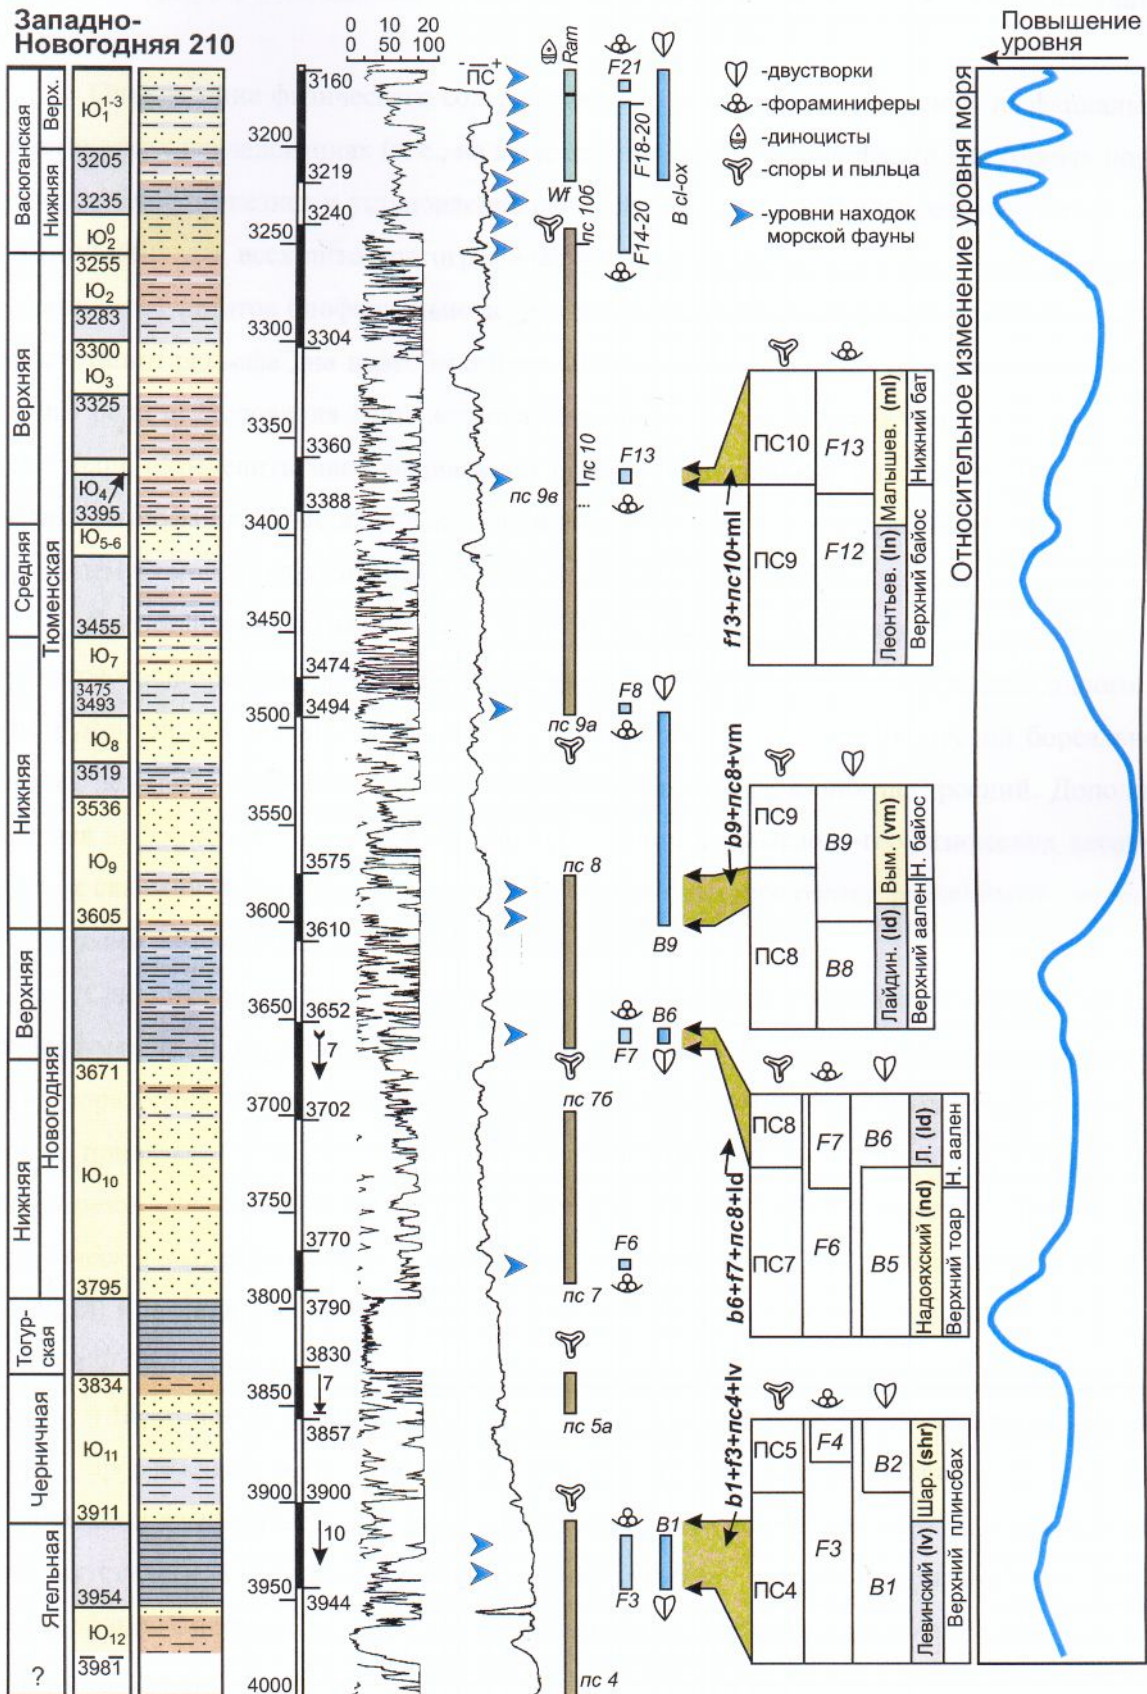 Западно-
Новогодняя 210
0 10 20
0 50 100
- +
ПС
Ram
F21
Повышение
уровня
-двустворки
-фораминиферы
-диноцисты
-споры и пыльца
-уровни находок
морской фауны
Относительное изменение уровня моря
Васюганская
Верх.
Нижняя
Тюменская
Верхняя
Средняя
Нижняя
Новогодняя
Верхняя
Нижняя
Тогур-
ская
Черничная
Ягельная
?
Ю1-3 1
3205
3235
Ю0 2
3255
Ю2
3283
3300
Ю3
3325
Ю4
3395
Ю5-6
3455
Ю7
3475
3493
Ю8
3519
3536
Ю9
3605
3671
Ю10
3795
3834
Ю11
3911
3954
Ю12
3981
3200
3250
3300
3350
3400
3450
3500
3550
3600
3650
3700
3750
3800
3850
3900
3950
4000
3160
3219
3240
3304
3360
3388
3474
3494
3575
3610
3652
7
3702
3770
3790
3830
7
3857
3900
10
3944
Wf
пс 10б
F18-20
F14-20
B cl-ox
пс 10
пс 9в
F13
F8
пс 9а
пс 8
B9
B6
F7
пс 7б
F6
пс 7
пс 5а
B1
F3
пс 4
f13+пс10+ml
ПС10
F13
Малышев. (ml)
Нижний бат
ПС9
F12
Леонтьев. (ln)
Верхний байос
b9+пс8+vm
ПС9
B9
Вым. (vm)
Н. байос
ПС8
B8
Лайдин. (ld)
Верхний аален
b6+f7+пс8+ld
ПС8
F7
B6
Л. (ld)
Н. аален
ПС7
F6
B5
Надояхский (nd)
Верхний тоар
b1+f3+пс4+lv
ПС5
F4
B2
Шар. (shr)
ПС4
F3
B1
Левинский (lv)
Верхний плинсбах